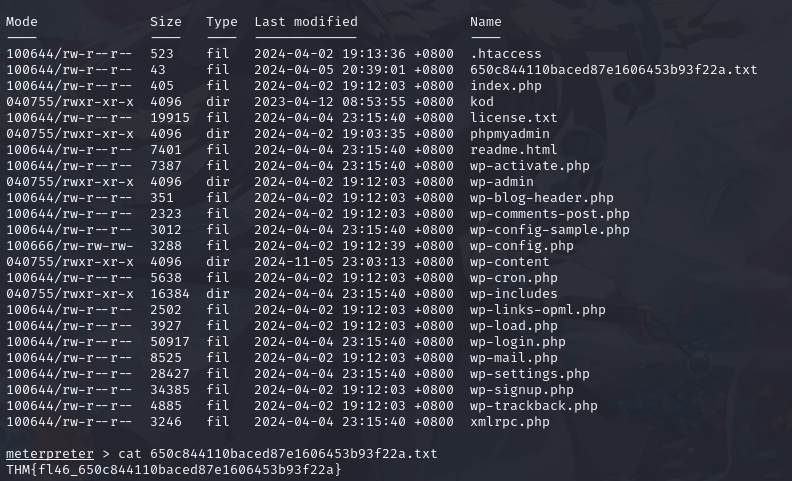 Mode Size Type Last modified Name
---- ---- ---- ------------- ----
100644/rw-r--r-- 523 fil 2024-04-02 19:13:36 +0800 .htaccess
100644/rw-r--r-- 43 fil 2024-04-05 20:39:01 +0800 650c844110baced87e1606453b93f22a.txt
100644/rw-r--r-- 405 fil 2024-04-02 19:12:03 +0800 index.php
040755/rwxr-xr-x 4096 dir 2023-04-12 08:53:55 +0800 kod
100644/rw-r--r-- 19915 fil 2024-04-04 23:15:40 +0800 license.txt
040755/rwxr-xr-x 4096 dir 2024-04-02 19:03:35 +0800 phpmyadmin
100644/rw-r--r-- 7401 fil 2024-04-04 23:15:40 +0800 readme.html
100644/rw-r--r-- 7387 fil 2024-04-04 23:15:40 +0800 wp-activate.php
040755/rwxr-xr-x 4096 dir 2024-04-02 19:12:03 +0800 wp-admin
100644/rw-r--r-- 351 fil 2024-04-02 19:12:03 +0800 wp-blog-header.php
100644/rw-r--r-- 2323 fil 2024-04-02 19:12:03 +0800 wp-comments-post.php
100644/rw-r--r-- 3012 fil 2024-04-04 23:15:40 +0800 wp-config-sample.php
100666/rw-rw-rw- 3288 fil 2024-04-02 19:12:39 +0800 wp-config.php
040755/rwxr-xr-x 4096 dir 2024-11-05 23:03:13 +0800 wp-content
100644/rw-r--r-- 5638 fil 2024-04-02 19:12:03 +0800 wp-cron.php
040755/rwxr-xr-x 16384 dir 2024-04-04 23:15:40 +0800 wp-includes
100644/rw-r--r-- 2502 fil 2024-04-02 19:12:03 +0800 wp-links-opml.php
100644/rw-r--r-- 3927 fil 2024-04-02 19:12:03 +0800 wp-load.php
100644/rw-r--r-- 50917 fil 2024-04-04 23:15:40 +0800 wp-login.php
100644/rw-r--r-- 8525 fil 2024-04-02 19:12:03 +0800 wp-mail.php
100644/rw-r--r-- 28427 fil 2024-04-04 23:15:40 +0800 wp-settings.php
100644/rw-r--r-- 34385 fil 2024-04-02 19:12:03 +0800 wp-signup.php
100644/rw-r--r-- 4885 fil 2024-04-02 19:12:03 +0800 wp-trackback.php
100644/rw-r--r-- 3246 fil 2024-04-04 23:15:40 +0800 xmlrpc.php
meterpreter > cat 650c844110baced87e1606453b93f22a.txt
THM{fl46_650c844110baced87e1606453b93f22a}